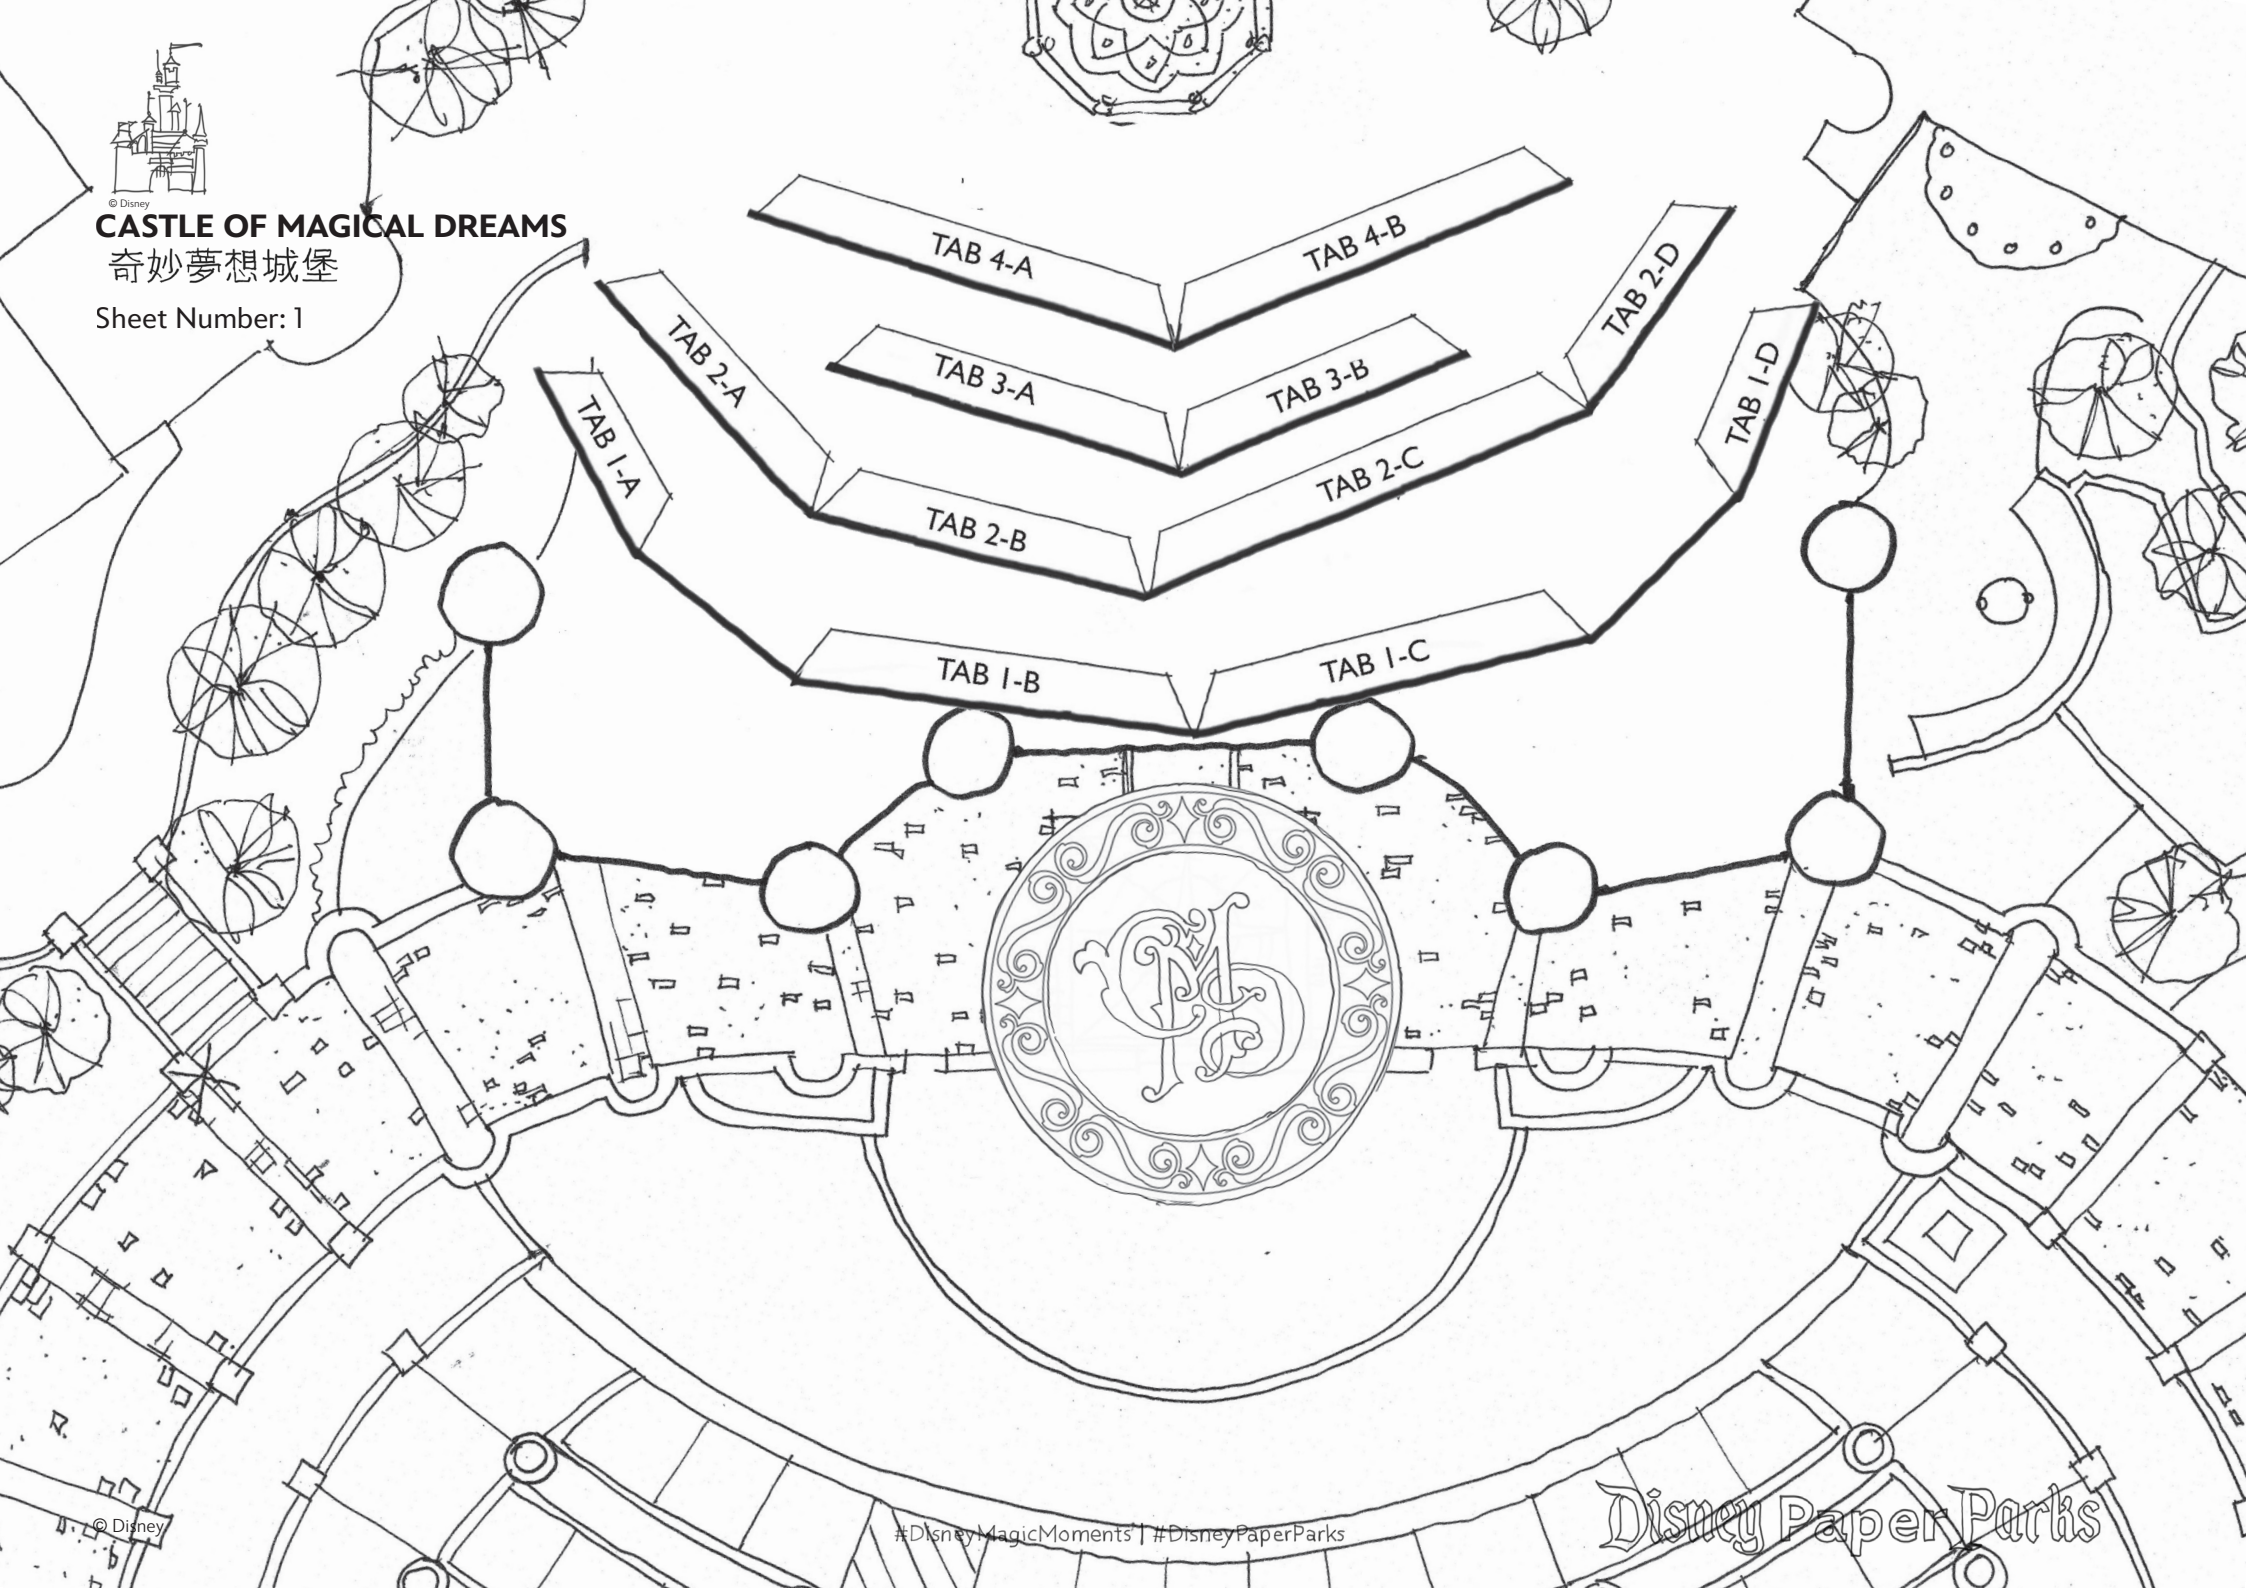 © Disney
CASTLE OF MAGICAL DREAMS
奇妙夢想城堡
Sheet Number: 1
TAB 4-A
TAB 4-B
TAB 2-D
TAB 2-A
TAB 3-A
TAB 3-B
TAB 1-D
TAB 1-A
TAB 2-B
TAB 2-C
TAB 1-B
TAB 1-C
© Disney
#DisneyMagicMoments | #DisneyPaperParks
Disney Paper Parks